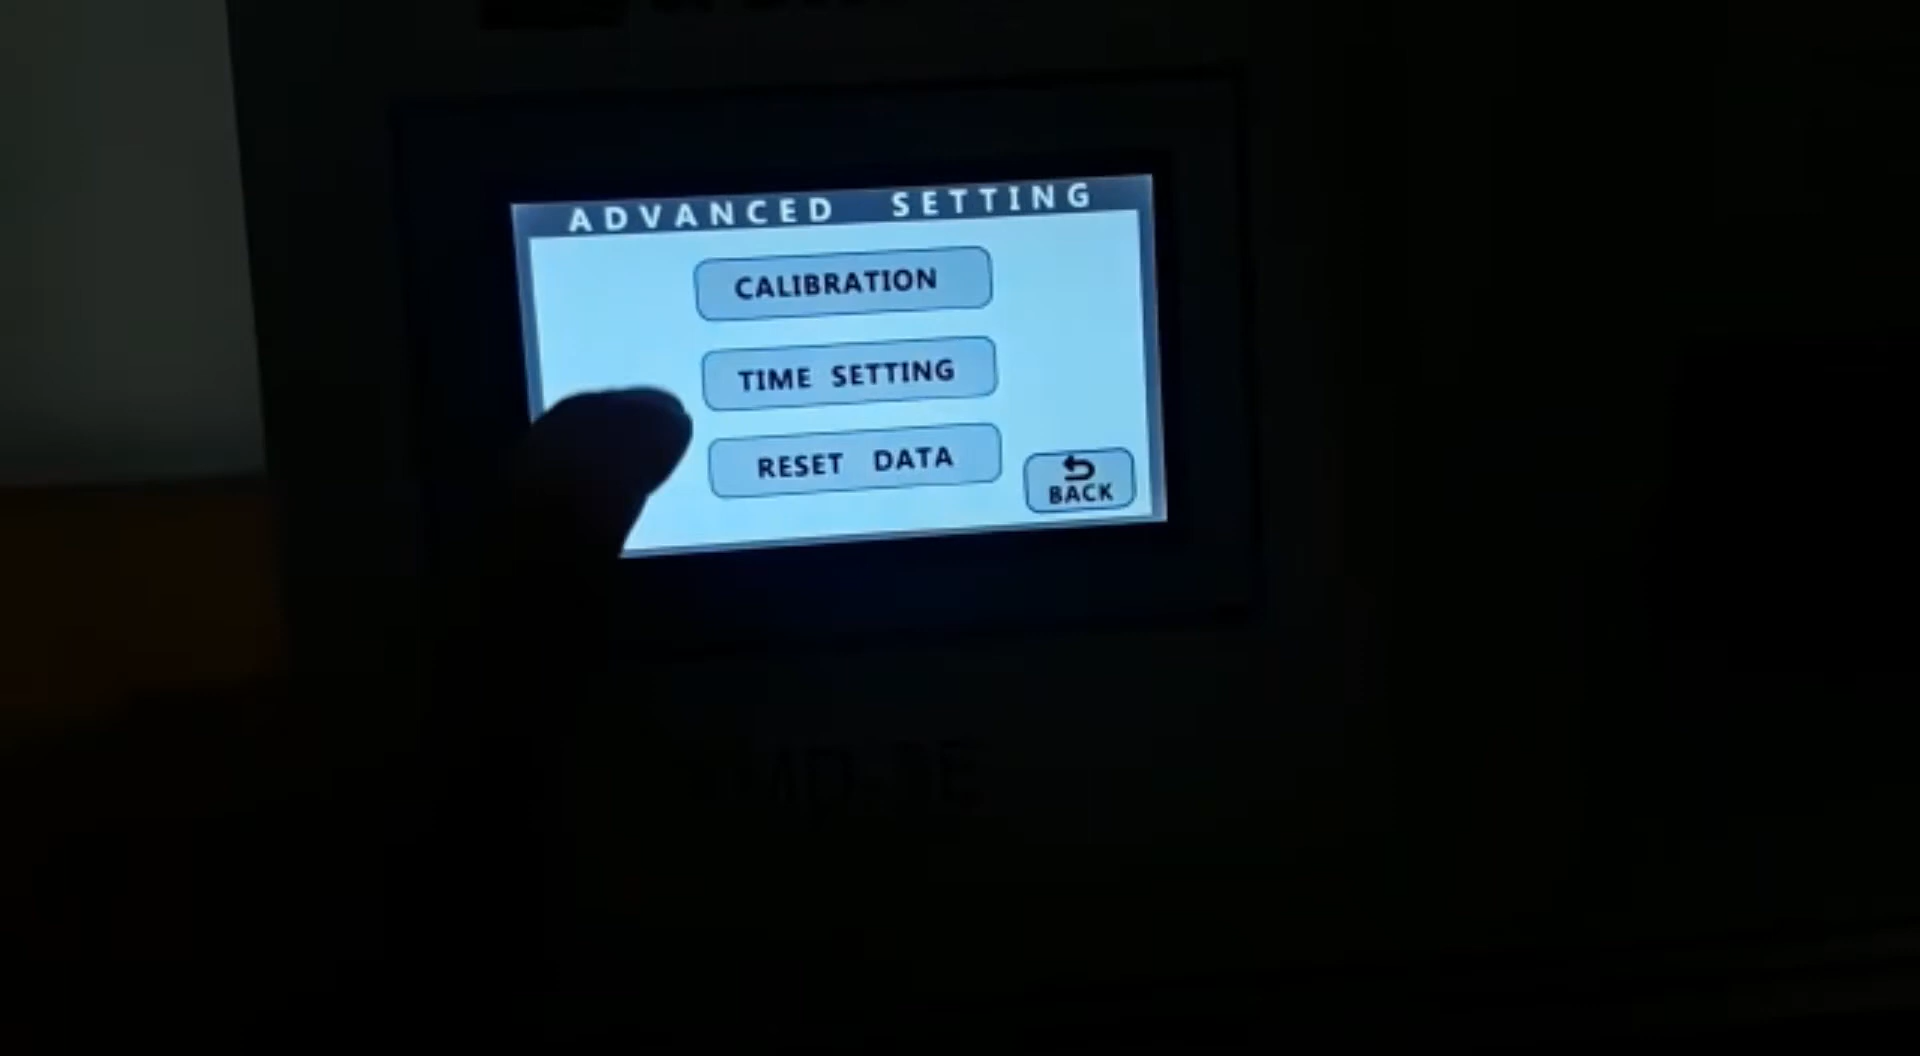 ADVANCED SETTING
CALIBRATION
TIME SETTING
RESET DATA
BACK